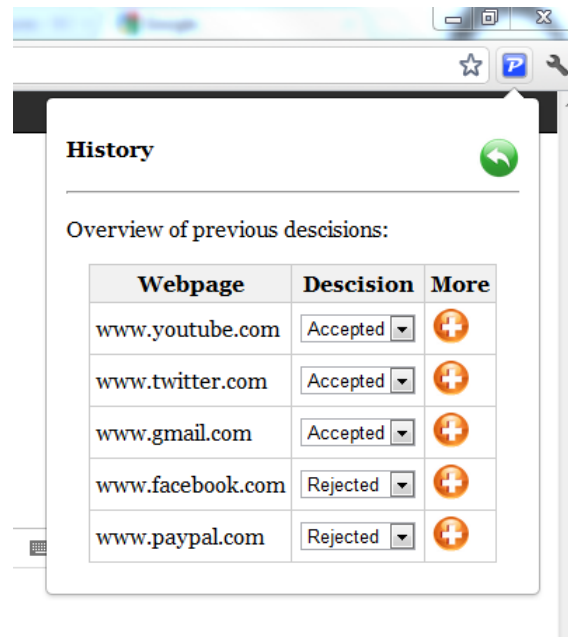 P
History
Overview of previous descisions:
Webpage Descision More
www.youtube.com Accepted
www.twitter.com Accepted
www.gmail.com Accepted
www.facebook.com Rejected
www.paypal.com Rejected